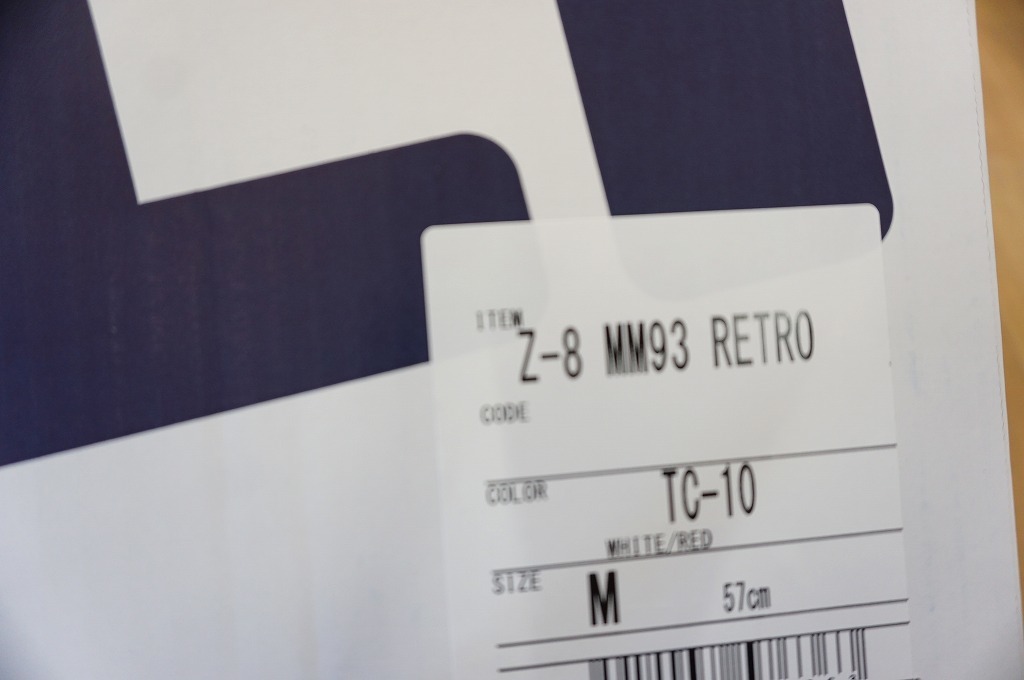 ITEM
Z-8 MM93 RETRO
CODE
COLOR
TC-10
WHITE/RED
SIZE
M 57cm